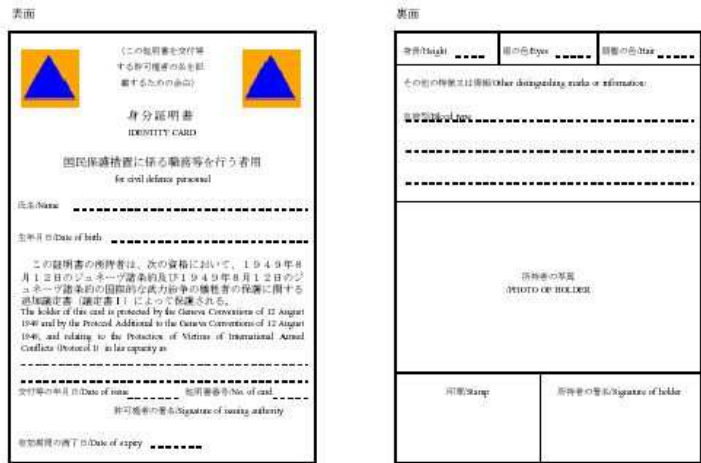 表面
(この証明書を交付等
する許可権者の名を記
載するための余白)
身分証明書
IDENTITY CARD
国民保護措置に係る職務等を行う者用
for civil defence personnel
氏名/Name
生年月日/Date of birth
この証明書の所持者は、次の資格において、1949年8
月12日のジュネーヴ諸条約及び1949年8月12日のジ
ュネーヴ諸条約の国際的な武力紛争の犠牲者の保護に関する
追加議定書(議定書I)によって保護される。
The holder of this card is protected by the Geneva Conventions of 12 August
1949 and by the Protocol Additional to the Geneva Conventions of 12 August
1949, and relating to the Protection of Victims of International Armed
Conflicts (Protocol I) in his capacity as
交付等の年月日/Date of issue 証明書番号/No. of card
許可権者の署名/Signature of issuing authority
有効期間の満了日/Date of expiry
裏面
身長/Height 眼の色/Eyes 頭髪の色/Hair
その他の特徴又は情報/Other distinguishing marks or information:
血液型/Blood type
所持者の写真
/PHOTO OF HOLDER
印章/Stamp 所持者の署名/Signature of holder